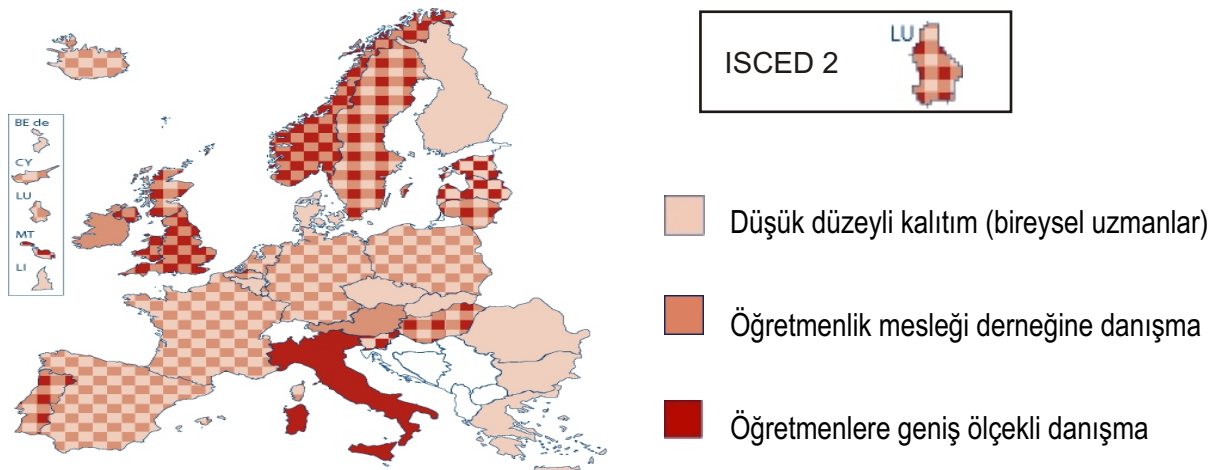 LU
ISCED 2
BE de
CY
LU
MT
LI
Düşük düzeyli kalıtım (bireysel uzmanlar)
Öğretmenlik mesleği derneğine danışma
Öğretmenlere geniş ölçekli danışma